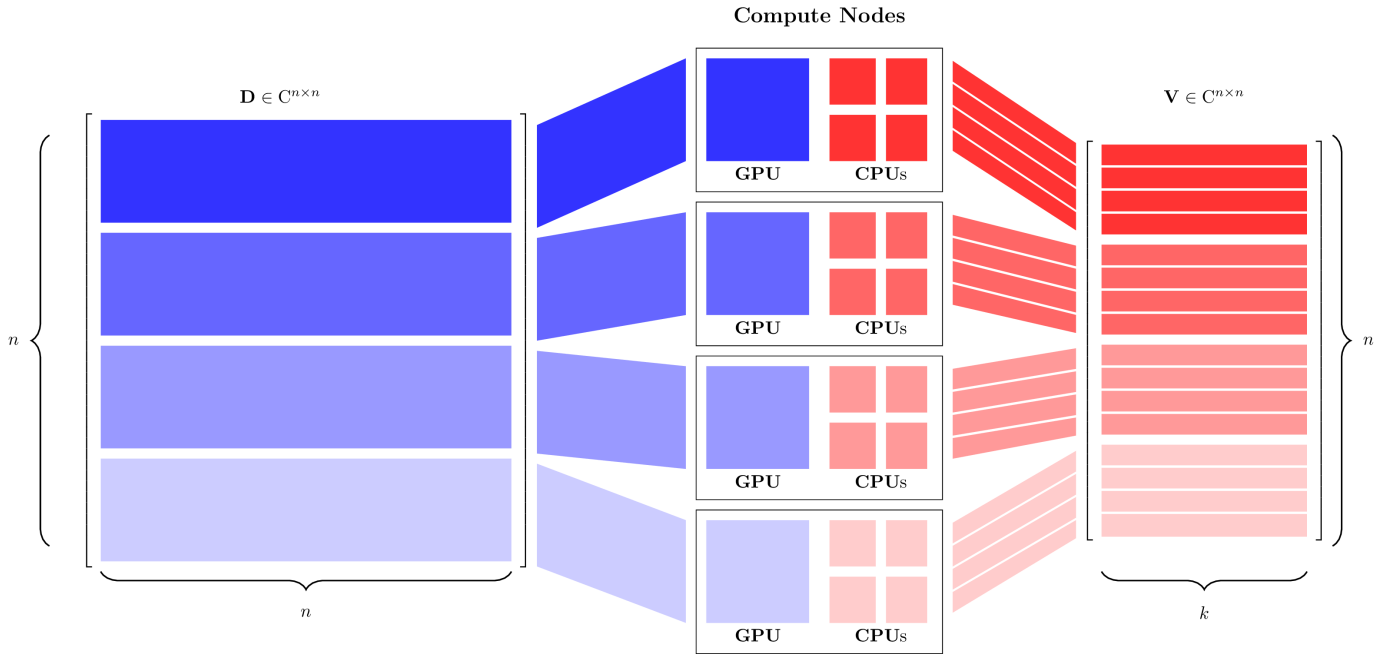 Compute Nodes
D ∈ C^{n×n}
V ∈ C^{n×n}
GPU
CPUs
GPU
CPUs
n
n
GPU
CPUs
n
k
GPU
CPUs